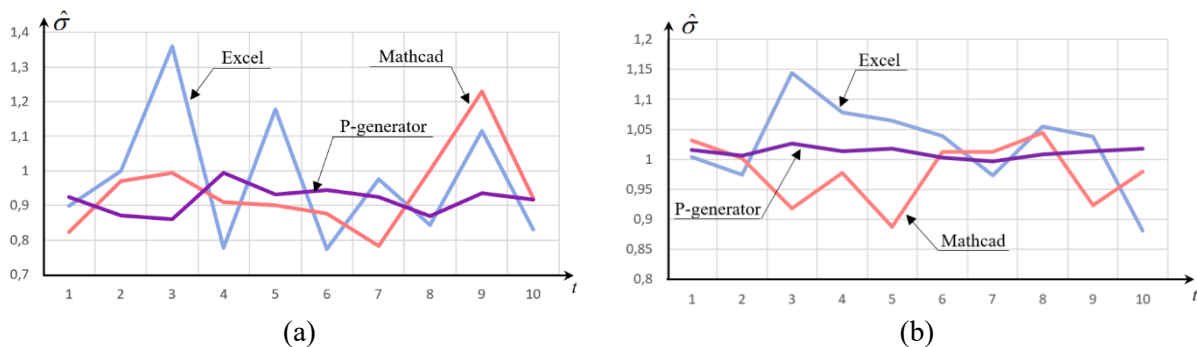 σ̂
1,4
1,3
1,2
1,1
1
0,9
0,8
0,7
Excel
Mathcad
P-generator
1 2 3 4 5 6 7 8 9 10 t
(a)
σ̂
1,2
1,15
1,1
1,05
1
0,95
0,9
0,85
0,8
Excel
P-generator
Mathcad
1 2 3 4 5 6 7 8 9 10 t
(b)